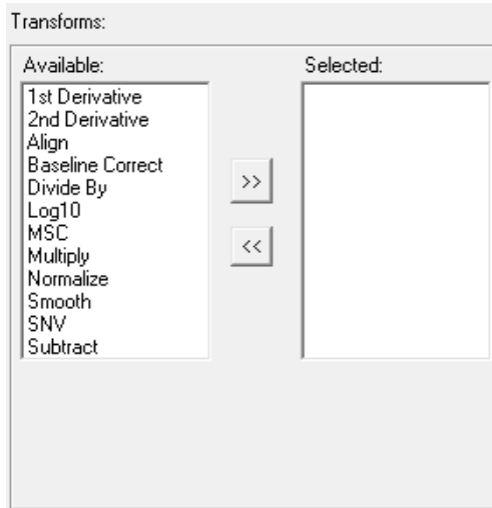 Transforms:
Available:
Selected:
1st Derivative
2nd Derivative
Align
Baseline Correct
Divide By
Log10
MSC
Multiply
Normalize
Smooth
SNV
Subtract
>>
<<